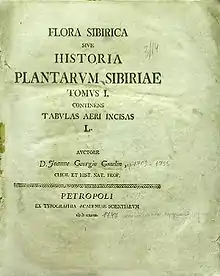 FLORA SIBIRICA
SIVE
HISTORIA
PLANTARVM SIBIRIAE
TOMVS I.
CONTINENS
TABVLAS AERI INCISAS
L.
AVCTORE
D. Joanne Georgio Gmelin
CHEM. ET HIST. NAT. PROF.
PETROPOLI
EX TYPOGRAPHIA ACADEMIAE SCIENTIARVM
1747